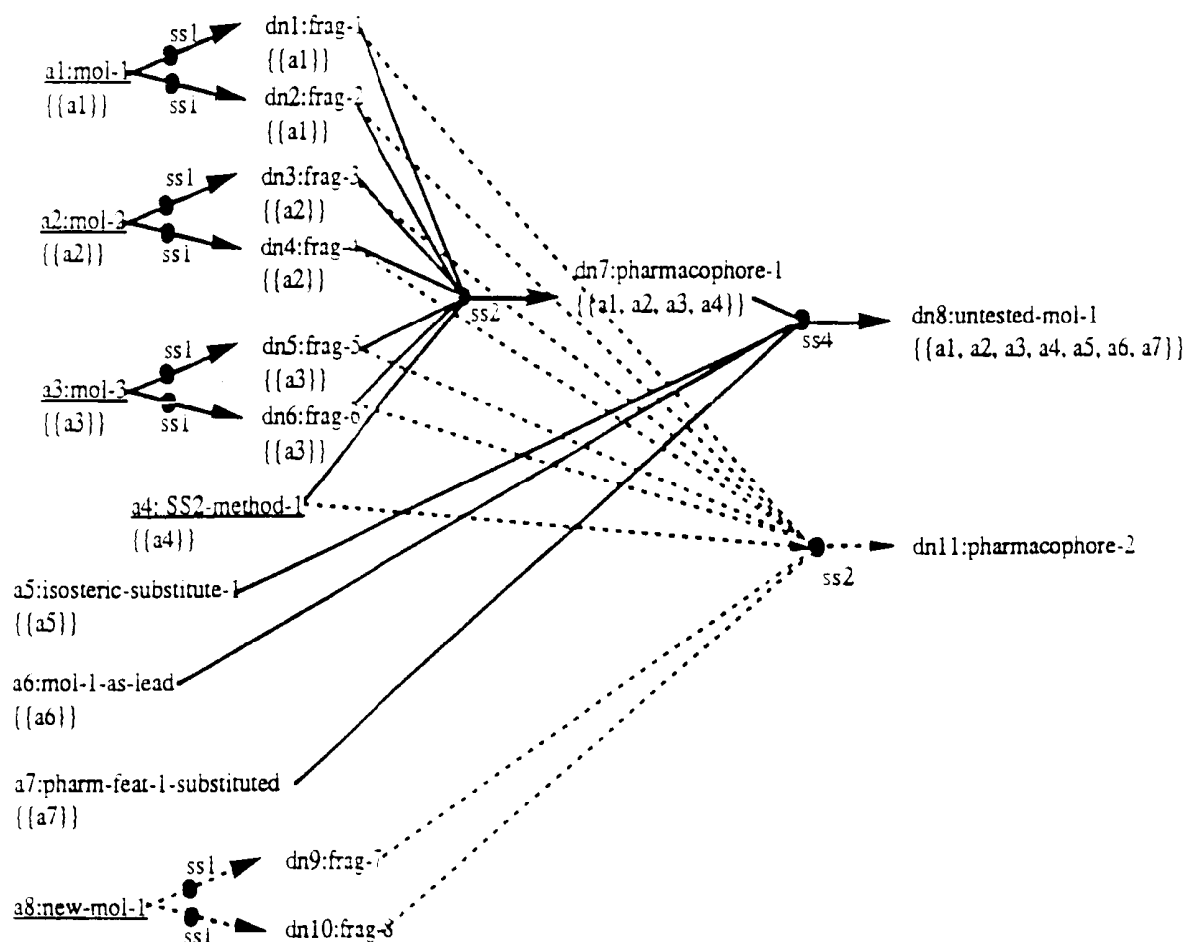 ss1
dn1:frag-1
{{a1}}
a1:mol-1
{{a1}}
ss1
dn2:frag-2
{{a1}}
ss1
dn3:frag-3
{{a2}}
a2:mol-2
{{a2}}
ss1
dn4:frag-4
{{a2}}
dn7:pharmacophore-1
{{a1, a2, a3, a4}}
ss2
ss4
dn8:untested-mol-1
{{a1, a2, a3, a4, a5, a6, a7}}
ss1
dn5:frag-5
{{a3}}
a3:mol-3
{{a3}}
ss1
dn6:frag-6
{{a3}}
a4: SS2-method-1
{{a4}}
dn11:pharmacophore-2
ss2
a5:isosteric-substitute-1
{{a5}}
a6:mol-1-as-lead
{{a6}}
a7:pharm-feat-1-substituted
{{a7}}
ss1
dn9:frag-7
a8:new-mol-1
ss1
dn10:frag-8